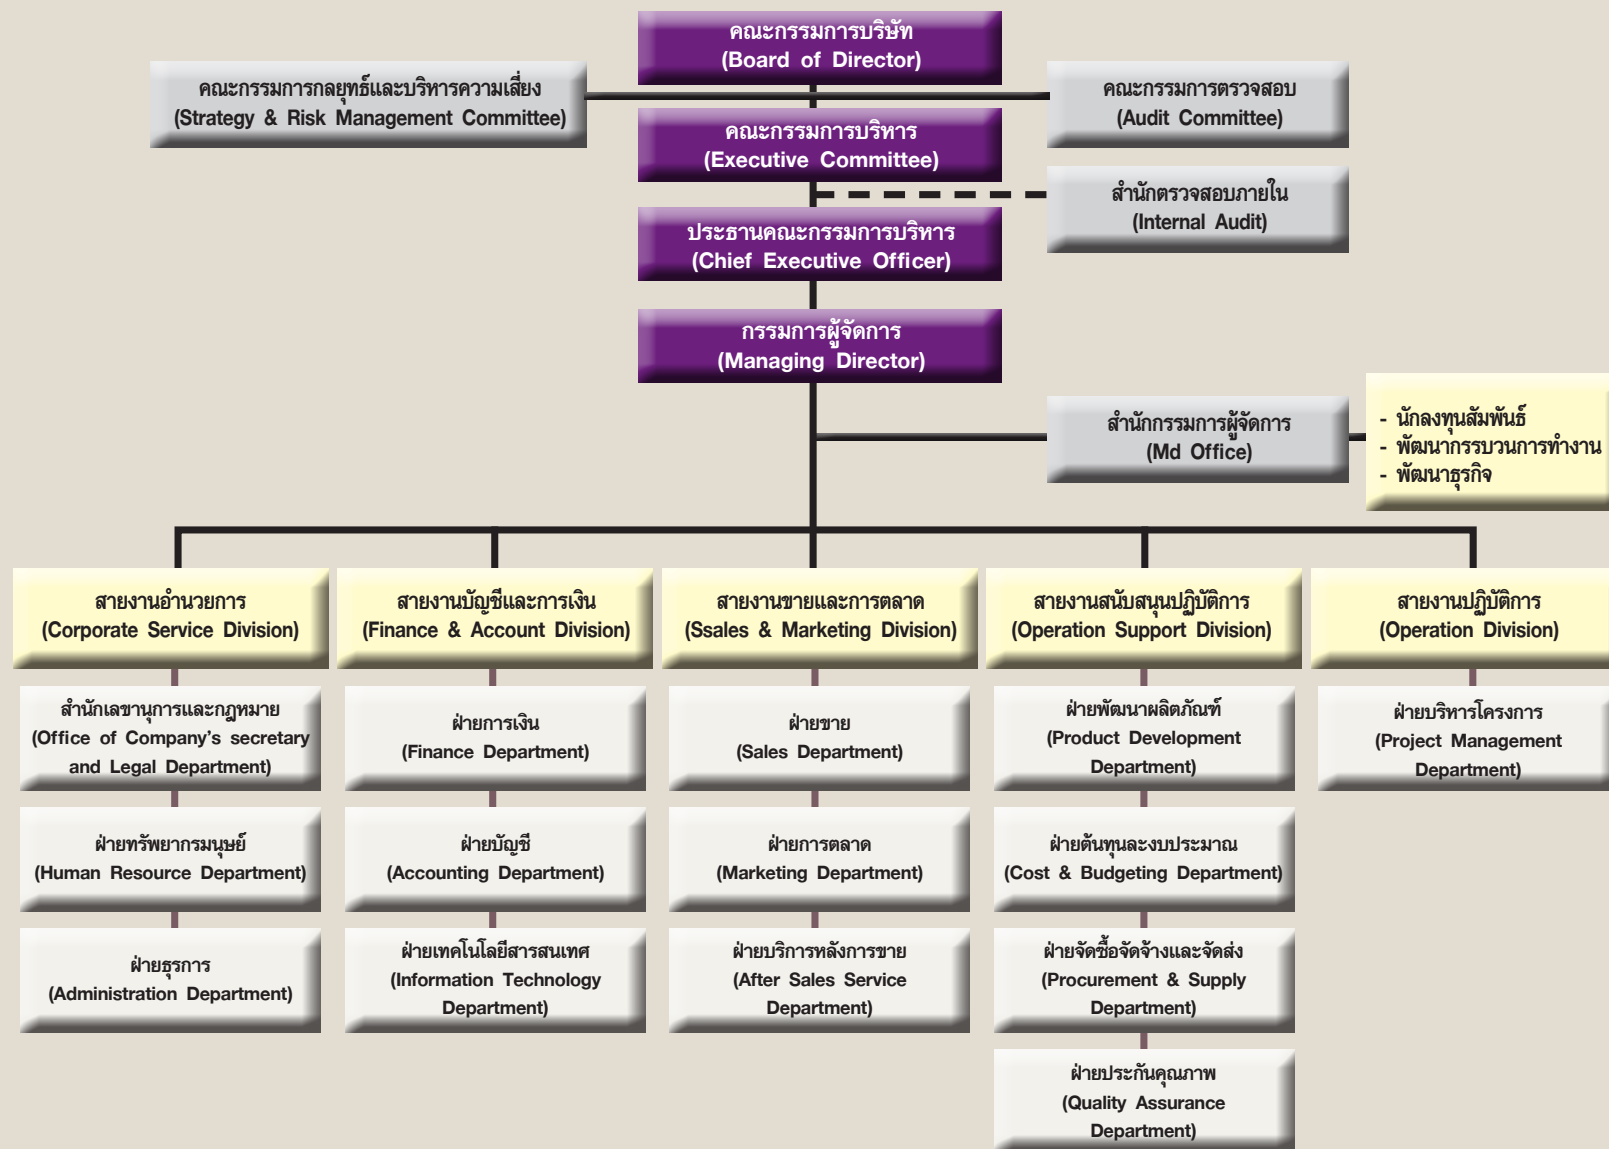 คณะกรรมการบริษัท
(Board of Director)
คณะกรรมการกลยุทธ์และบริหารความเสี่ยง
(Strategy & Risk Management Committee)
คณะกรรมการตรวจสอบ
(Audit Committee)
คณะกรรมการบริหาร
(Executive Committee)
สำนักตรวจสอบภายใน
(Internal Audit)
ประธานคณะกรรมการบริหาร
(Chief Executive Officer)
กรรมการผู้จัดการ
(Managing Director)
สำนักกรรมการผู้จัดการ
(Md Office)
- นักลงทุนสัมพันธ์
- พัฒนากรรบวนการทำงาน
- พัฒนาธุรกิจ
สายงานอำนวยการ
(Corporate Service Division)
สายงานบัญชีและการเงิน
(Finance & Account Division)
สายงานขายและการตลาด
(Ssales & Marketing Division)
สายงานสนับสนุนปฏิบัติการ
(Operation Support Division)
สายงานปฏิบัติการ
(Operation Division)
สำนักเลขานุการและกฎหมาย
(Office of Company's secretary
and Legal Department)
ฝ่ายการเงิน
(Finance Department)
ฝ่ายขาย
(Sales Department)
ฝ่ายพัฒนาผลิตภัณฑ์
(Product Development
Department)
ฝ่ายบริหารโครงการ
(Project Management
Department)
ฝ่ายทรัพยากรมนุษย์
(Human Resource Department)
ฝ่ายบัญชี
(Accounting Department)
ฝ่ายการตลาด
(Marketing Department)
ฝ่ายต้นทุนละงบประมาณ
(Cost & Budgeting Department)
ฝ่ายธุรการ
(Administration Department)
ฝ่ายเทคโนโลยีสารสนเทศ
(Information Technology
Department)
ฝ่ายบริการหลังการขาย
(After Sales Service
Department)
ฝ่ายจัดซื้อจัดจ้างและจัดส่ง
(Procurement & Supply
Department)
ฝ่ายประกันคุณภาพ
(Quality Assurance
Department)